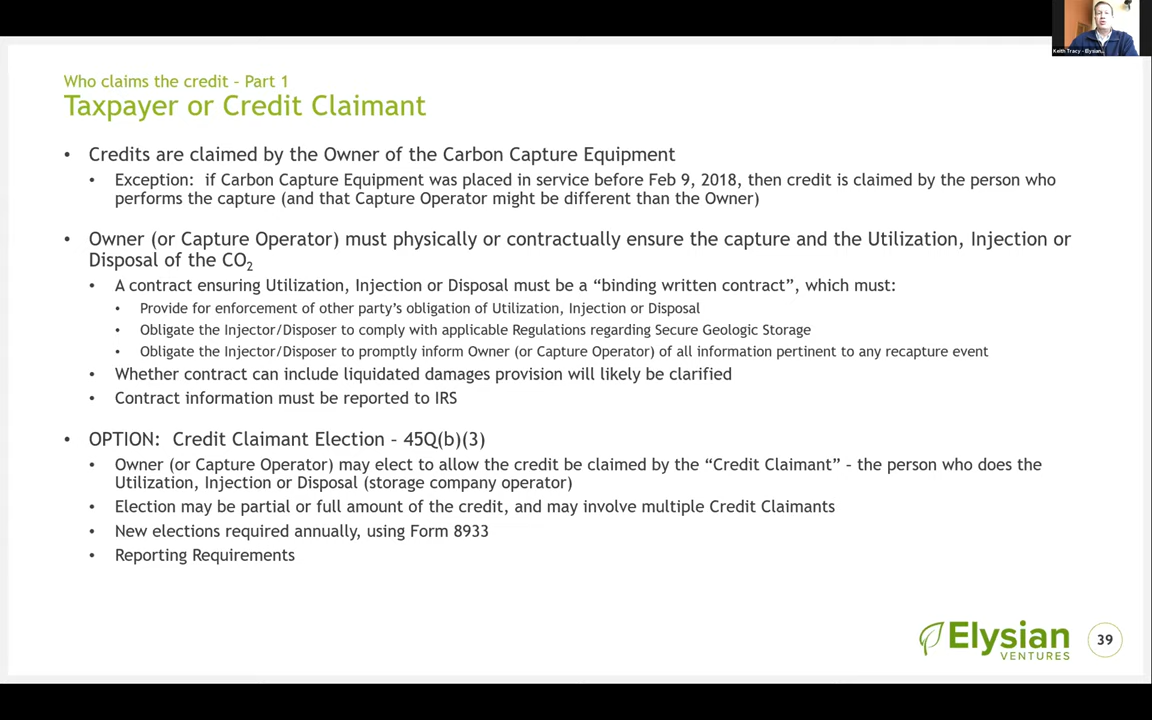 Keith Tracy - Elysian...
Who claims the credit – Part 1
Taxpayer or Credit Claimant
• Credits are claimed by the Owner of the Carbon Capture Equipment
• Exception: if Carbon Capture Equipment was placed in service before Feb 9, 2018, then credit is claimed by the person who
performs the capture (and that Capture Operator might be different than the Owner)
• Owner (or Capture Operator) must physically or contractually ensure the capture and the Utilization, Injection or
Disposal of the CO2
• A contract ensuring Utilization, Injection or Disposal must be a “binding written contract”, which must:
• Provide for enforcement of other party’s obligation of Utilization, Injection or Disposal
• Obligate the Injector/Disposer to comply with applicable Regulations regarding Secure Geologic Storage
• Obligate the Injector/Disposer to promptly inform Owner (or Capture Operator) of all information pertinent to any recapture event
• Whether contract can include liquidated damages provision will likely be clarified
• Contract information must be reported to IRS
• OPTION: Credit Claimant Election – 45Q(b)(3)
• Owner (or Capture Operator) may elect to allow the credit be claimed by the “Credit Claimant” – the person who does the
Utilization, Injection or Disposal (storage company operator)
• Election may be partial or full amount of the credit, and may involve multiple Credit Claimants
• New elections required annually, using Form 8933
• Reporting Requirements
Elysian
VENTURES
39